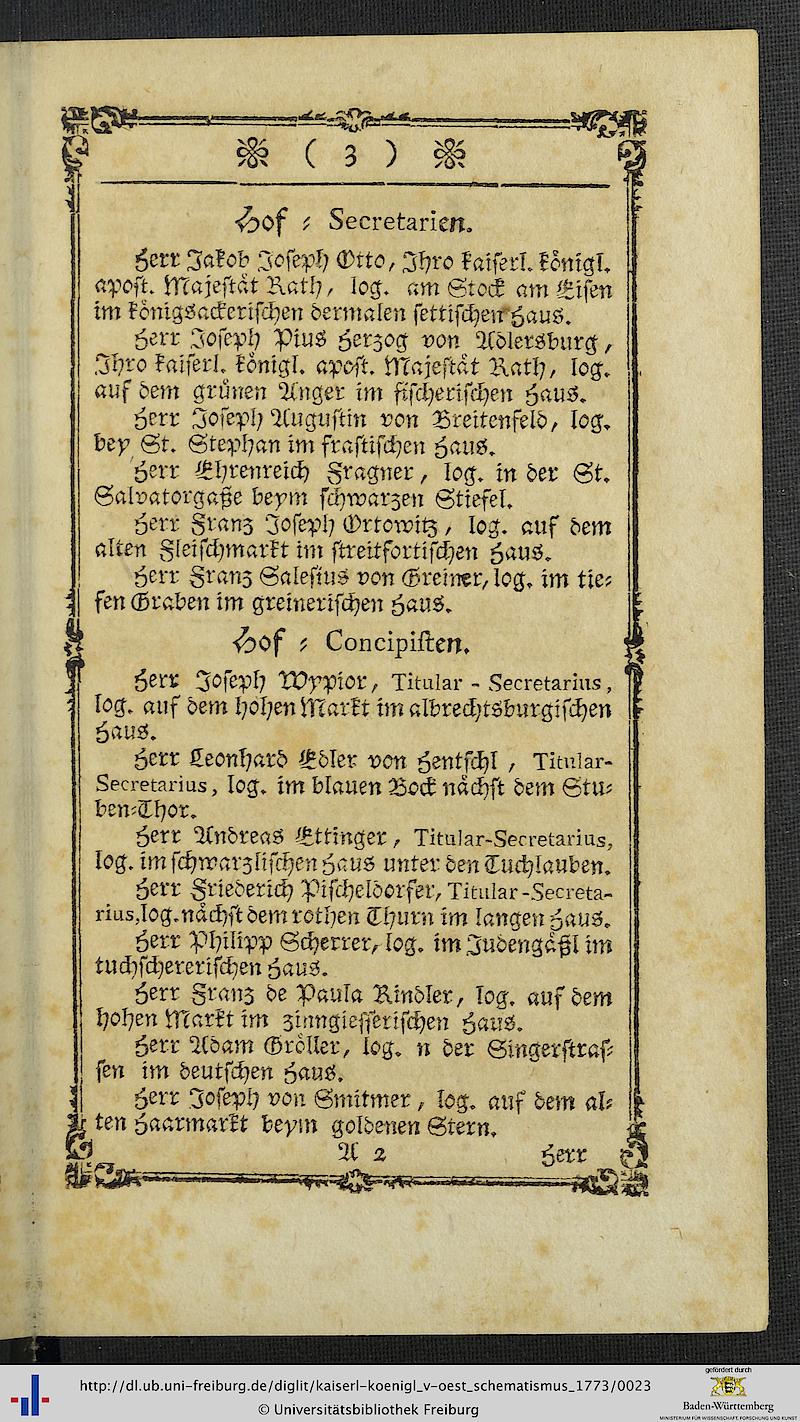 ( 3 )
Hof ⸗ Secretarien.
Herr Jakob Joseph Otto, Ihro kaiserl. königl.
apost. Majestät Rath, log. am Stock am Eisen
im königsackerischen dermalen settischen Haus.
Herr Joseph Pius Herzog von Adlersburg,
Ihro kaiserl. königl. apost. Majestät Rath, log.
auf dem grünen Anger im fischerischen Haus.
Herr Joseph Augustin von Breitenfeld, log.
bey St. Stephan im frastischen Haus.
Herr Ehrenreich Fragner, log. in der St.
Salvatorgaße beym schwarzen Stiefel.
Herr Franz Joseph Ortowitz, log. auf dem
alten Fleischmarkt im streitfortischen Haus.
Herr Franz Salesius von Greiner, log. im tie⸗
fen Graben im greinerischen Haus.
Hof ⸗ Concipisten.
Herr Joseph Wypior, Titular - Secretarius,
log. auf dem hohen Markt im albrechtsburgischen
Haus.
Herr Leonhard Edler von Hentschl, Titular-
Secretarius, log. im blauen Bock nächst dem Stu⸗
ben⸗Thor.
Herr Andreas Ettinger, Titular-Secretarius,
log. im schwarzlischen Haus unter den Tuchlauben.
Herr Friederich Pischeldorfer, Titular-Secreta-
rius, log. nächst dem rothen Thurn im langen Haus.
Herr Philipp Scherrer, log. im Judengäßl im
tuchschererischen Haus.
Herr Franz de Paula Rindler, log. auf dem
hohen Markt im zinngiesserischen Haus.
Herr Adam Gröller, log. n der Singerstras⸗
sen im deutschen Haus.
Herr Joseph von Smitmer, log. auf dem al⸗
ten Haarmarkt beym goldenen Stern.
A 2 Herr
http://dl.ub.uni-freiburg.de/diglit/kaiserl-koenigl_v-oest_schematismus_1773/0023
© Universitätsbibliothek Freiburg
gefördert durch
Baden-Württemberg
MINISTERIUM FÜR WISSENSCHAFT, FORSCHUNG UND KUNST